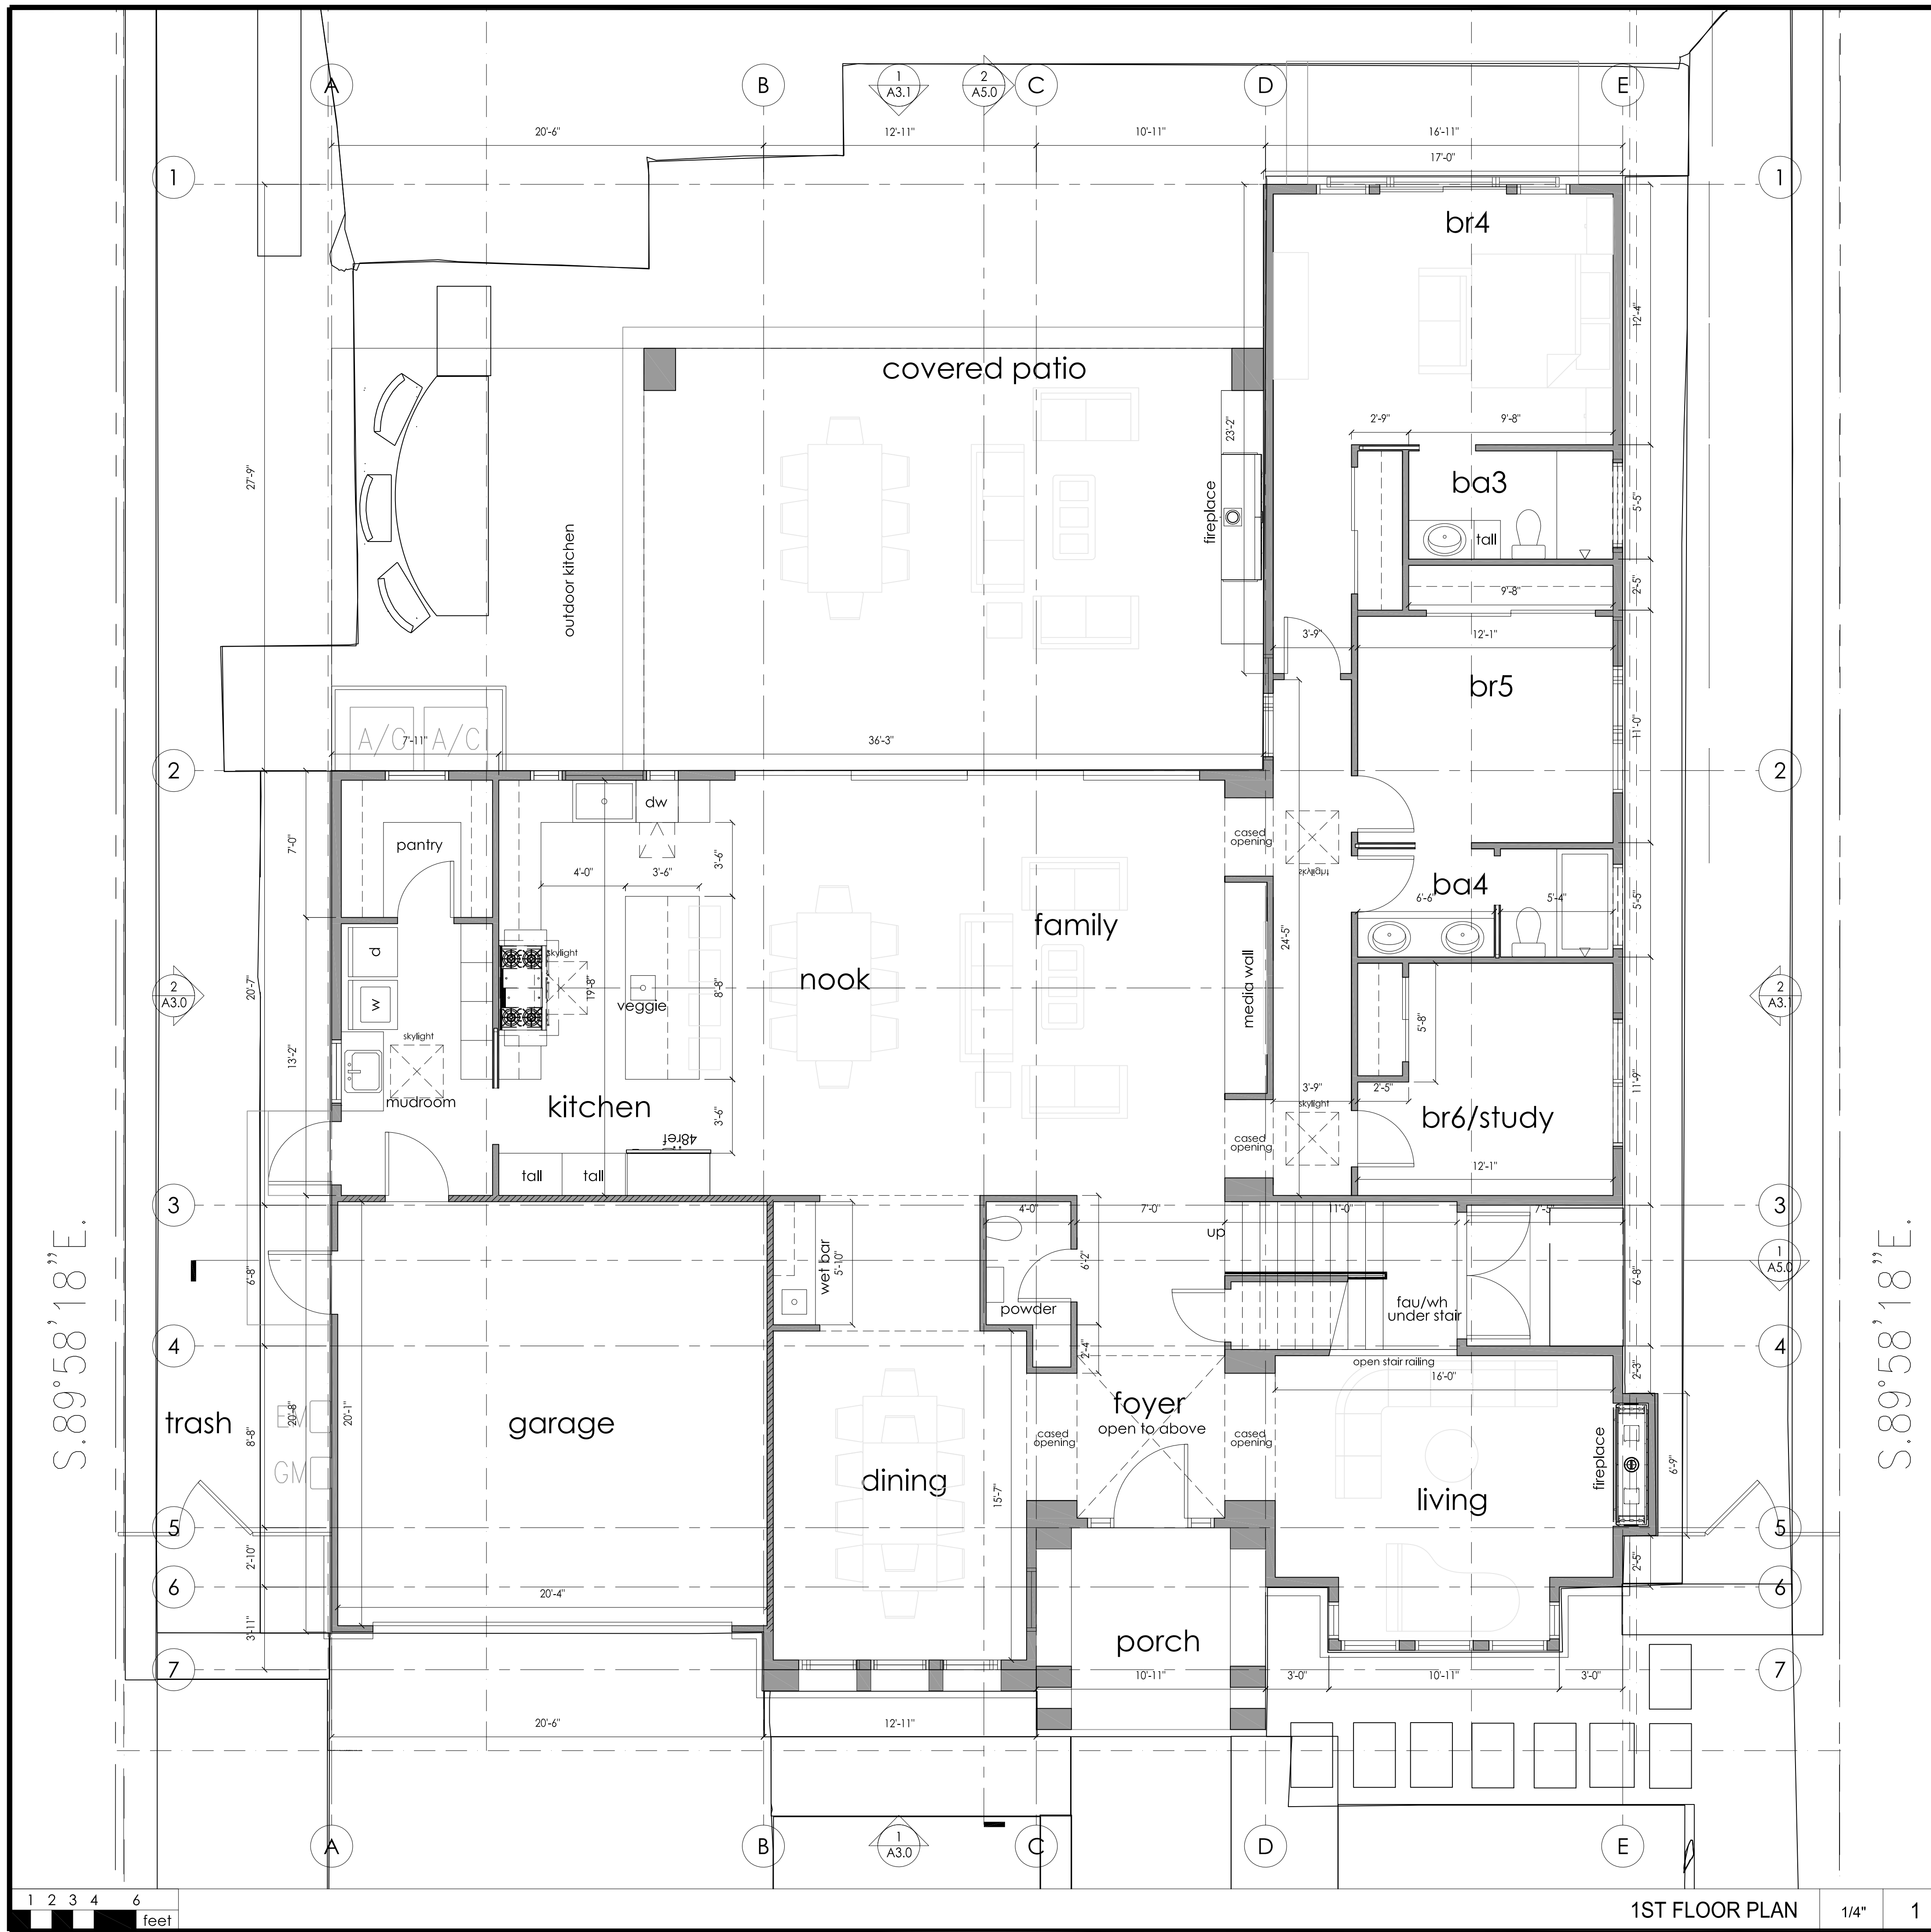 A
B
1
A3.1
2
A5.0
C
D
E
20'-6"
12'-11"
10'-11"
16'-11"
17'-0"
1
1
br4
covered patio
12'-4"
2'-9"
9'-8"
23'-2"
27'-9"
fireplace
outdoor kitchen
ba3
5'-5"
tall
9'-8"
2'-5"
3'-9"
12'-1"
br5
11'-0"
A/C
A/C
7'-11"
36'-3"
2
2
dw
pantry
7'-0"
4'-0"
3'-6"
3'-6"
cased
opening
skylight
ba4
6'-6"
5'-4"
5'-5"
family
d
skylight
nook
24'-5"
media wall
2
A3.0
20'-7"
w
19'-8"
veggie
8'-8"
2
A3.1
5'-8"
skylight
13'-2"
mudroom
kitchen
3'-6"
3'-9"
2'-5"
11'-9"
skylight
br6/study
48ref
cased
opening
tall
tall
12'-1"
3
3
4'-0"
7'-0"
11'-0"
7'-5"
up
wet bar
5'-10"
6'-2"
6'-8"
6'-8"
1
A5.0
powder
fau/wh
under stair
4
4
2'-4"
open stair railing
16'-0"
2'-3"
trash
EM
20'-8"
20'-1"
8'-8"
garage
foyer
open to above
cased
opening
cased
opening
GM
dining
15'-7"
living
fireplace
6'-9"
5
5
2'-10"
2'-5"
6
6
20'-4"
3'-11"
porch
7
7
10'-11"
3'-0"
10'-11"
3'-0"
20'-6"
12'-11"
S.89°58'18"E.
S.89°58'18"E.
A
B
1
A3.0
C
D
E
1 2 3 4 6
feet
1ST FLOOR PLAN
1/4"
1